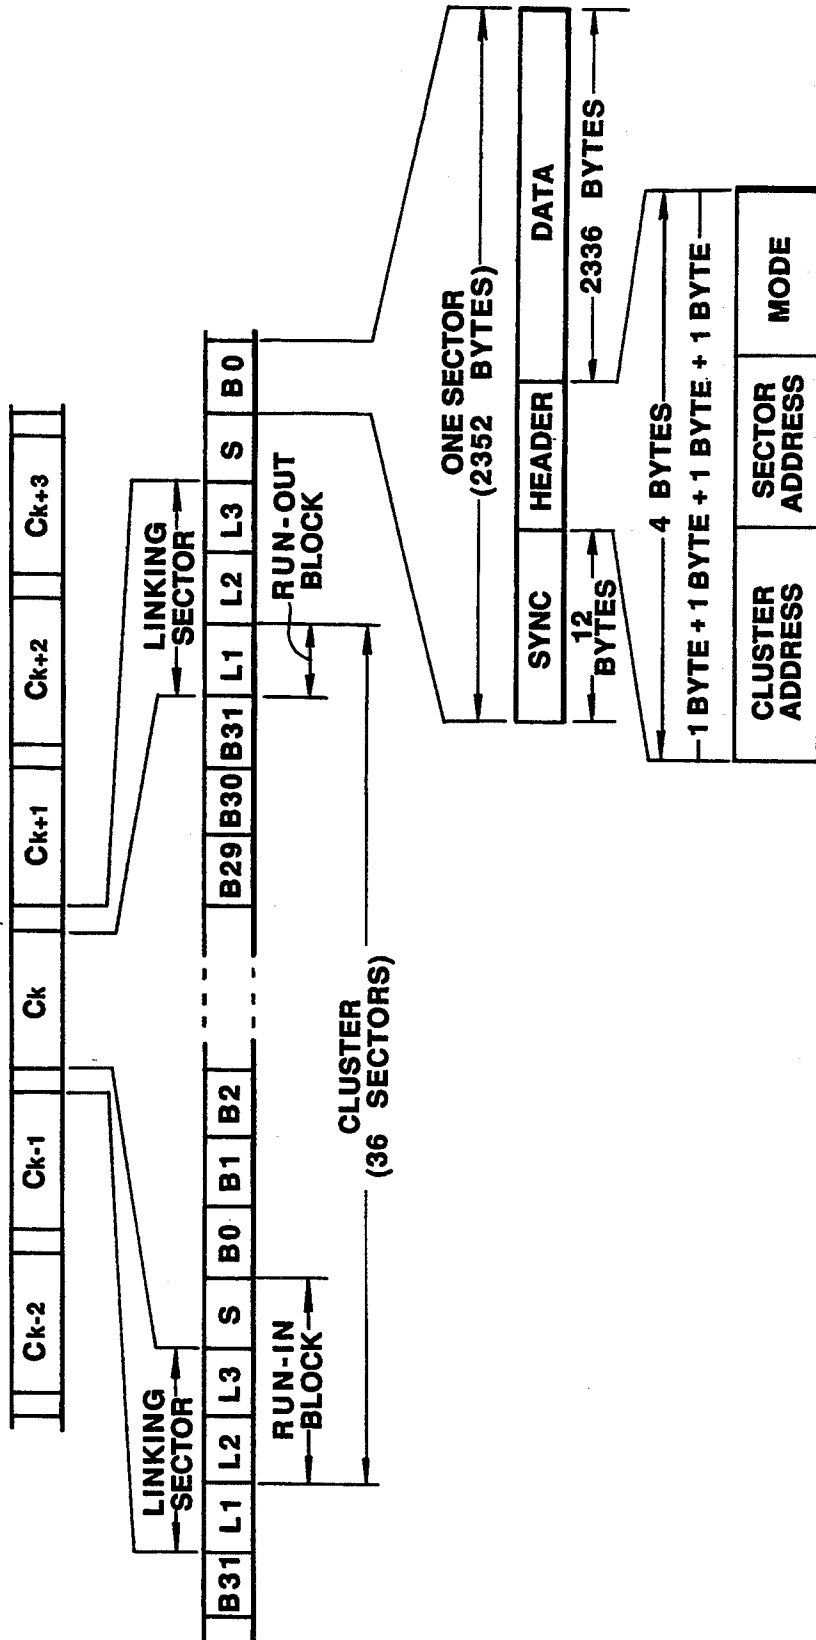 Ck-2 Ck-1 Ck Ck+1 Ck+2 Ck+3
LINKING
SECTOR
LINKING
SECTOR
B31 L1 L2 L3 S B0 B1 B2 B29 B30 B31 L1 L2 L3 S B0
RUN-IN
BLOCK
RUN-OUT
BLOCK
CLUSTER
(36 SECTORS)
ONE SECTOR
(2352 BYTES)
SYNC HEADER DATA
12
BYTES
2336 BYTES
4 BYTES
1 BYTE + 1 BYTE + 1 BYTE + 1 BYTE
CLUSTER
ADDRESS
SECTOR
ADDRESS
MODE